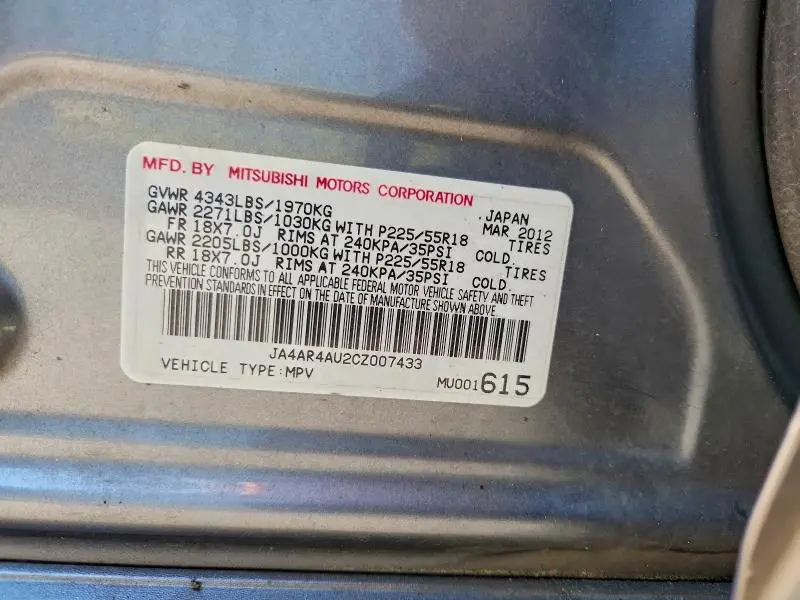 MFD. BY MITSUBISHI MOTORS CORPORATION
JAPAN
GVWR 4343LBS/1970KG MAR 2012
GAWR 2271LBS/1030KG WITH P225/55R18 TIRES
FR 18X7.0J RIMS AT 240KPA/35PSI COLD.
GAWR 2205LBS/1000KG WITH P225/55R18 TIRES
RR 18X7.0J RIMS AT 240KPA/35PSI COLD.
THIS VEHICLE CONFORMS TO ALL APPLICABLE FEDERAL MOTOR VEHICLE SAFETY AND THEFT
PREVENTION STANDARDS IN EFFECT ON THE DATE OF MANUFACTURE SHOWN ABOVE.
JA4AR4AU2CZ007433
VEHICLE TYPE:MPV MU001615